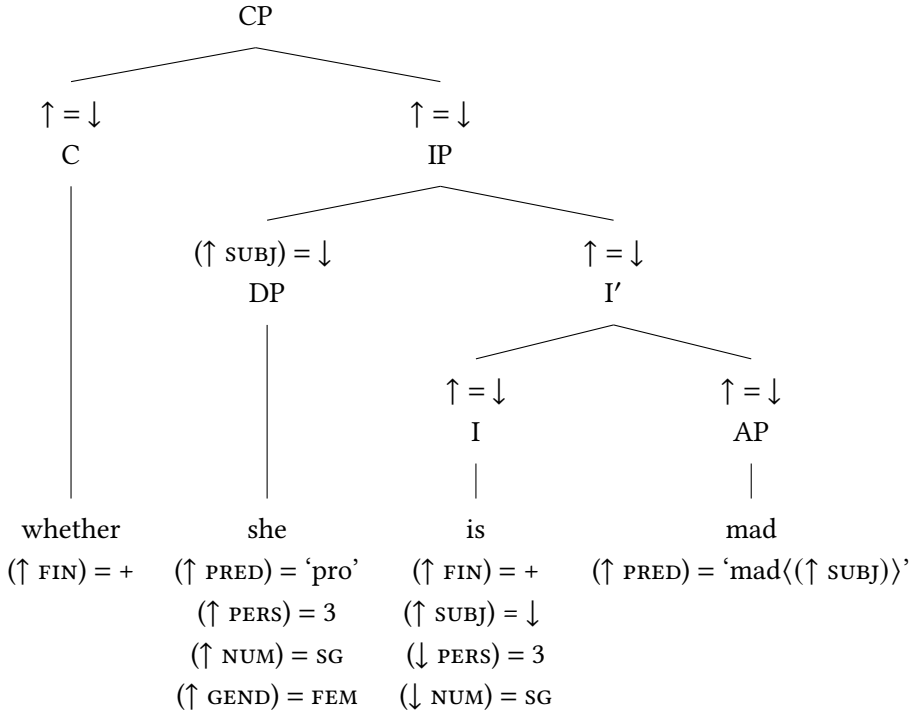 CP
↑ = ↓ ↑ = ↓
C IP
(↑ SUBJ) = ↓ ↑ = ↓
DP I′
↑ = ↓ ↑ = ↓
I AP
whether she is mad
(↑ FIN) = + (↑ PRED) = ‘pro’ (↑ FIN) = + (↑ PRED) = ‘mad⟨(↑ SUBJ)⟩’
(↑ PERS) = 3 (↑ SUBJ) = ↓
(↑ NUM) = SG (↓ PERS) = 3
(↑ GEND) = FEM (↓ NUM) = SG